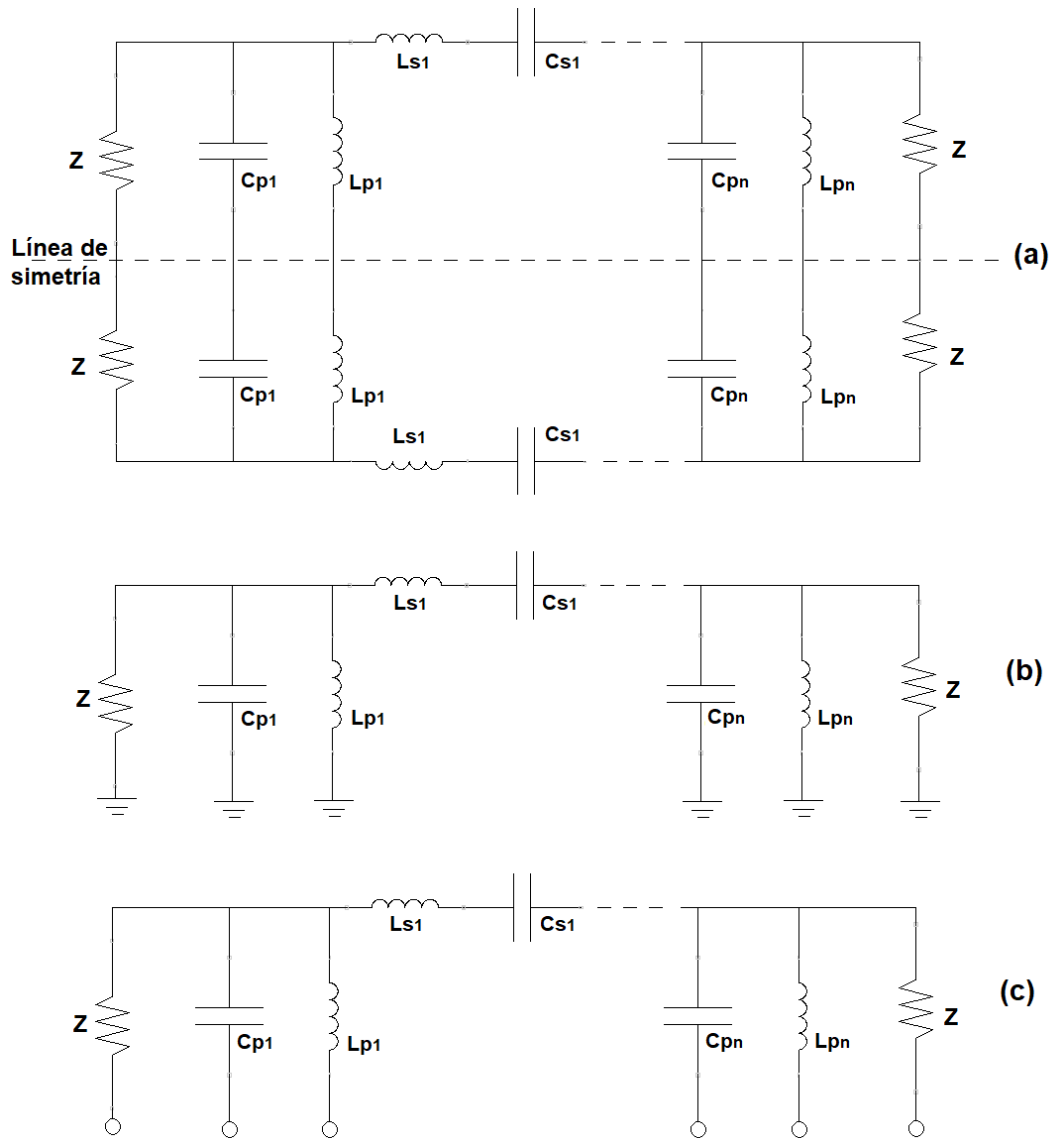 Ls1
Cs1
Z
Cp1
Lp1
Cpn
Lpn
Z
Línea de
simetría
(a)
Z
Cp1
Lp1
Cpn
Lpn
Z
Ls1
Cs1
Ls1
Cs1
(b)
Z
Cp1
Lp1
Cpn
Lpn
Z
Ls1
Cs1
(c)
Z
Cp1
Lp1
Cpn
Lpn
Z